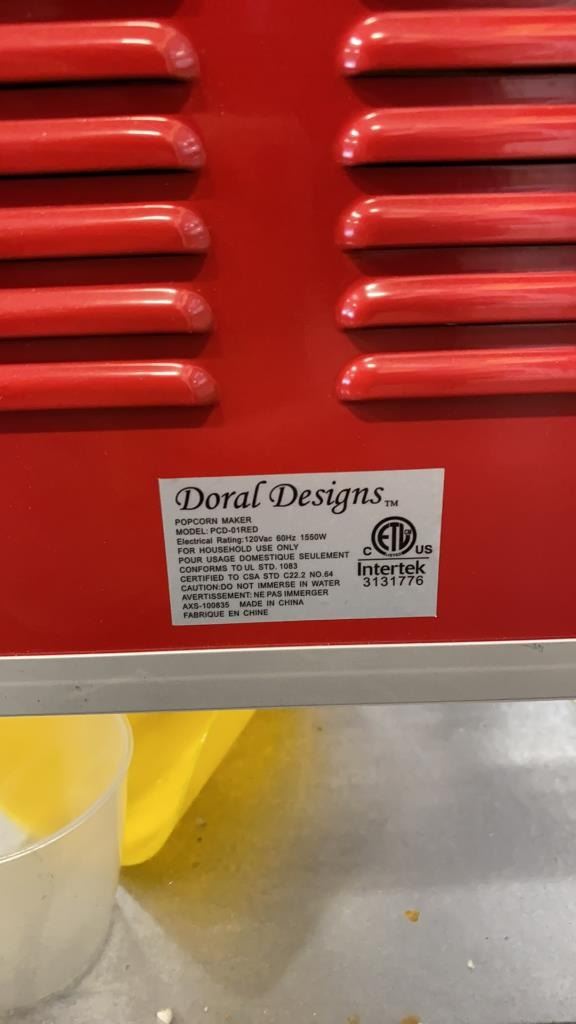 Doral Designs™
POPCORN MAKER
MODEL: PCD-01RED
Electrical Rating:120Vac 60Hz 1550W
FOR HOUSEHOLD USE ONLY
POUR USAGE DOMESTIQUE SEULEMENT
CONFORMS TO UL STD. 1083
CERTIFIED TO CSA STD C22.2 NO.64
CAUTION:DO NOT IMMERSE IN WATER
AVERTISSEMENT: NE PAS IMMERGER
AXS-100835 MADE IN CHINA
FABRIQUE EN CHINE
ETL
C US
Intertek
3131776